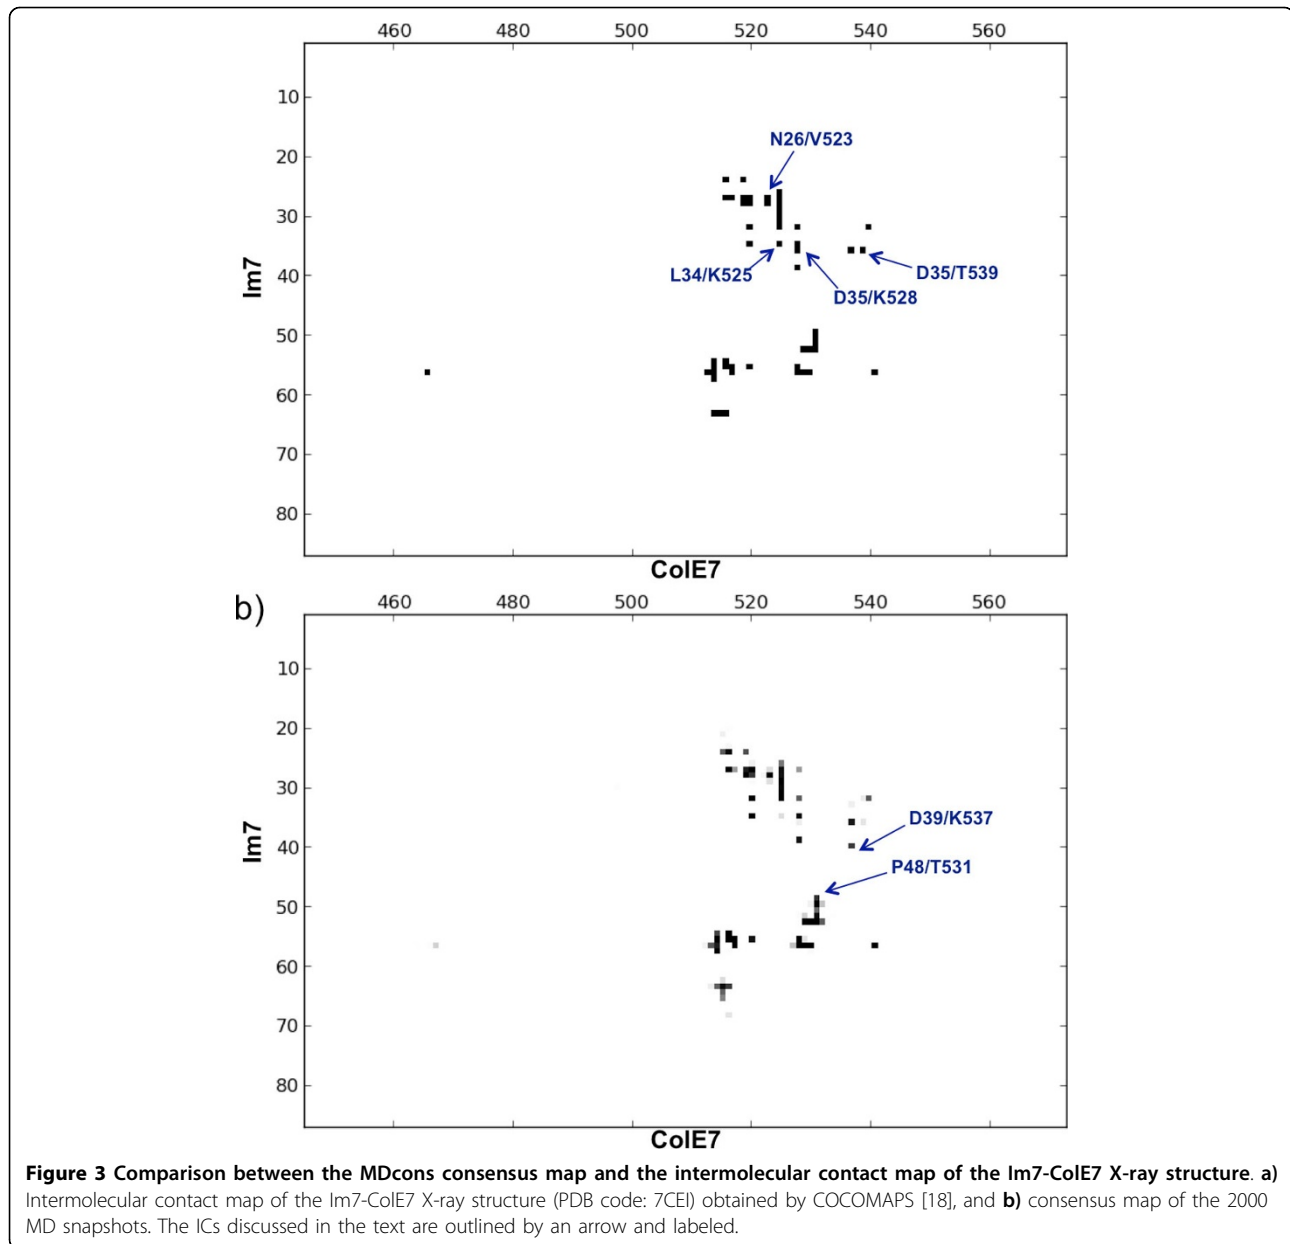 460 480 500 520 540 560
10
N26/V523
20
30
L34/K525
D35/T539
D35/K528
40
Im7
50
60
70
80
ColE7
b)
460 480 500 520 540 560
10
20
30
D39/K537
40
Im7
P48/T531
50
60
70
80
ColE7
Figure 3 Comparison between the MDcons consensus map and the intermolecular contact map of the Im7-ColE7 X-ray structure. a)
Intermolecular contact map of the Im7-ColE7 X-ray structure (PDB code: 7CEI) obtained by COCOMAPS [18], and b) consensus map of the 2000
MD snapshots. The ICs discussed in the text are outlined by an arrow and labeled.